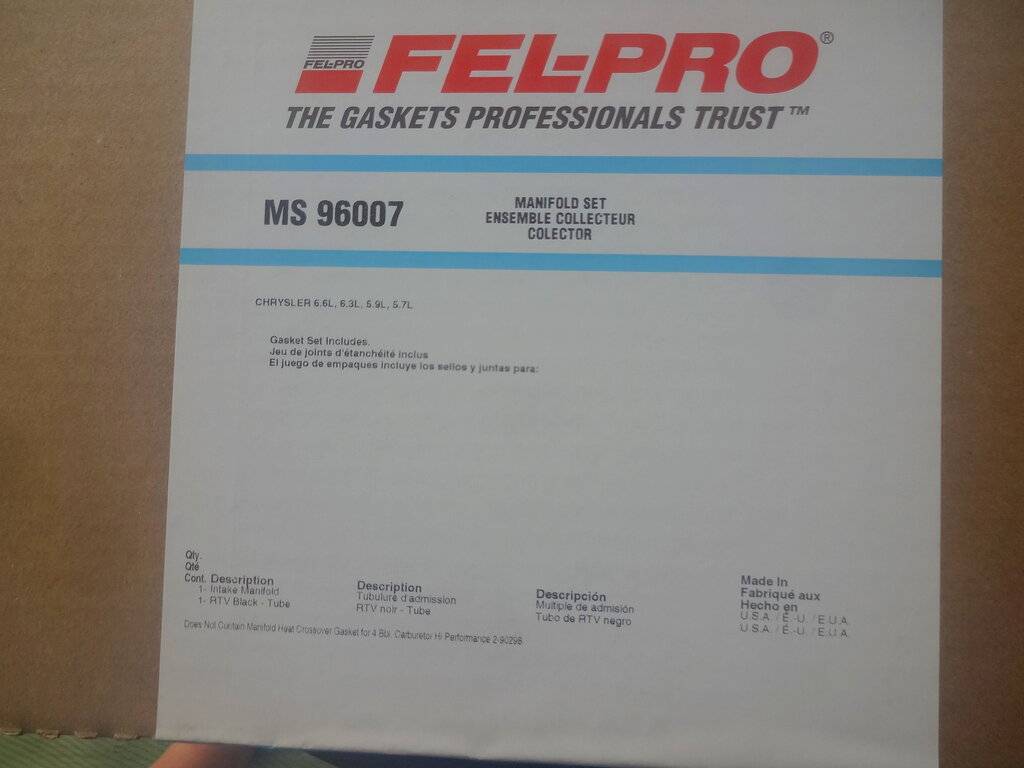 FEL-PRO
FEL-PRO®
THE GASKETS PROFESSIONALS TRUST™
MS 96007
MANIFOLD SET
ENSEMBLE COLLECTEUR
COLECTOR
CHRYSLER 6.6L, 6.3L, 5.9L, 5.7L
Gasket Set Includes.
Jeu de joints d'étanchéité inclus
El juego de empaques incluye los sellos y juntas para:
Qty.
Qté
Cont. Description
1- Intake Manifold
1- RTV Black - Tube
Description
Tubulure d'admission
RTV noir - Tube
Descripción
Multiple de admisión
Tubo de RTV negro
Made In
Fabriqué aux
Hecho en
U.S.A. / É.-U. / E.U.A.
U.S.A. / É.-U. / E.U.A.
Does Not Contain Manifold Heat Crossover Gasket for 4 Bbl. Carburetor Hi Performance 2-90298